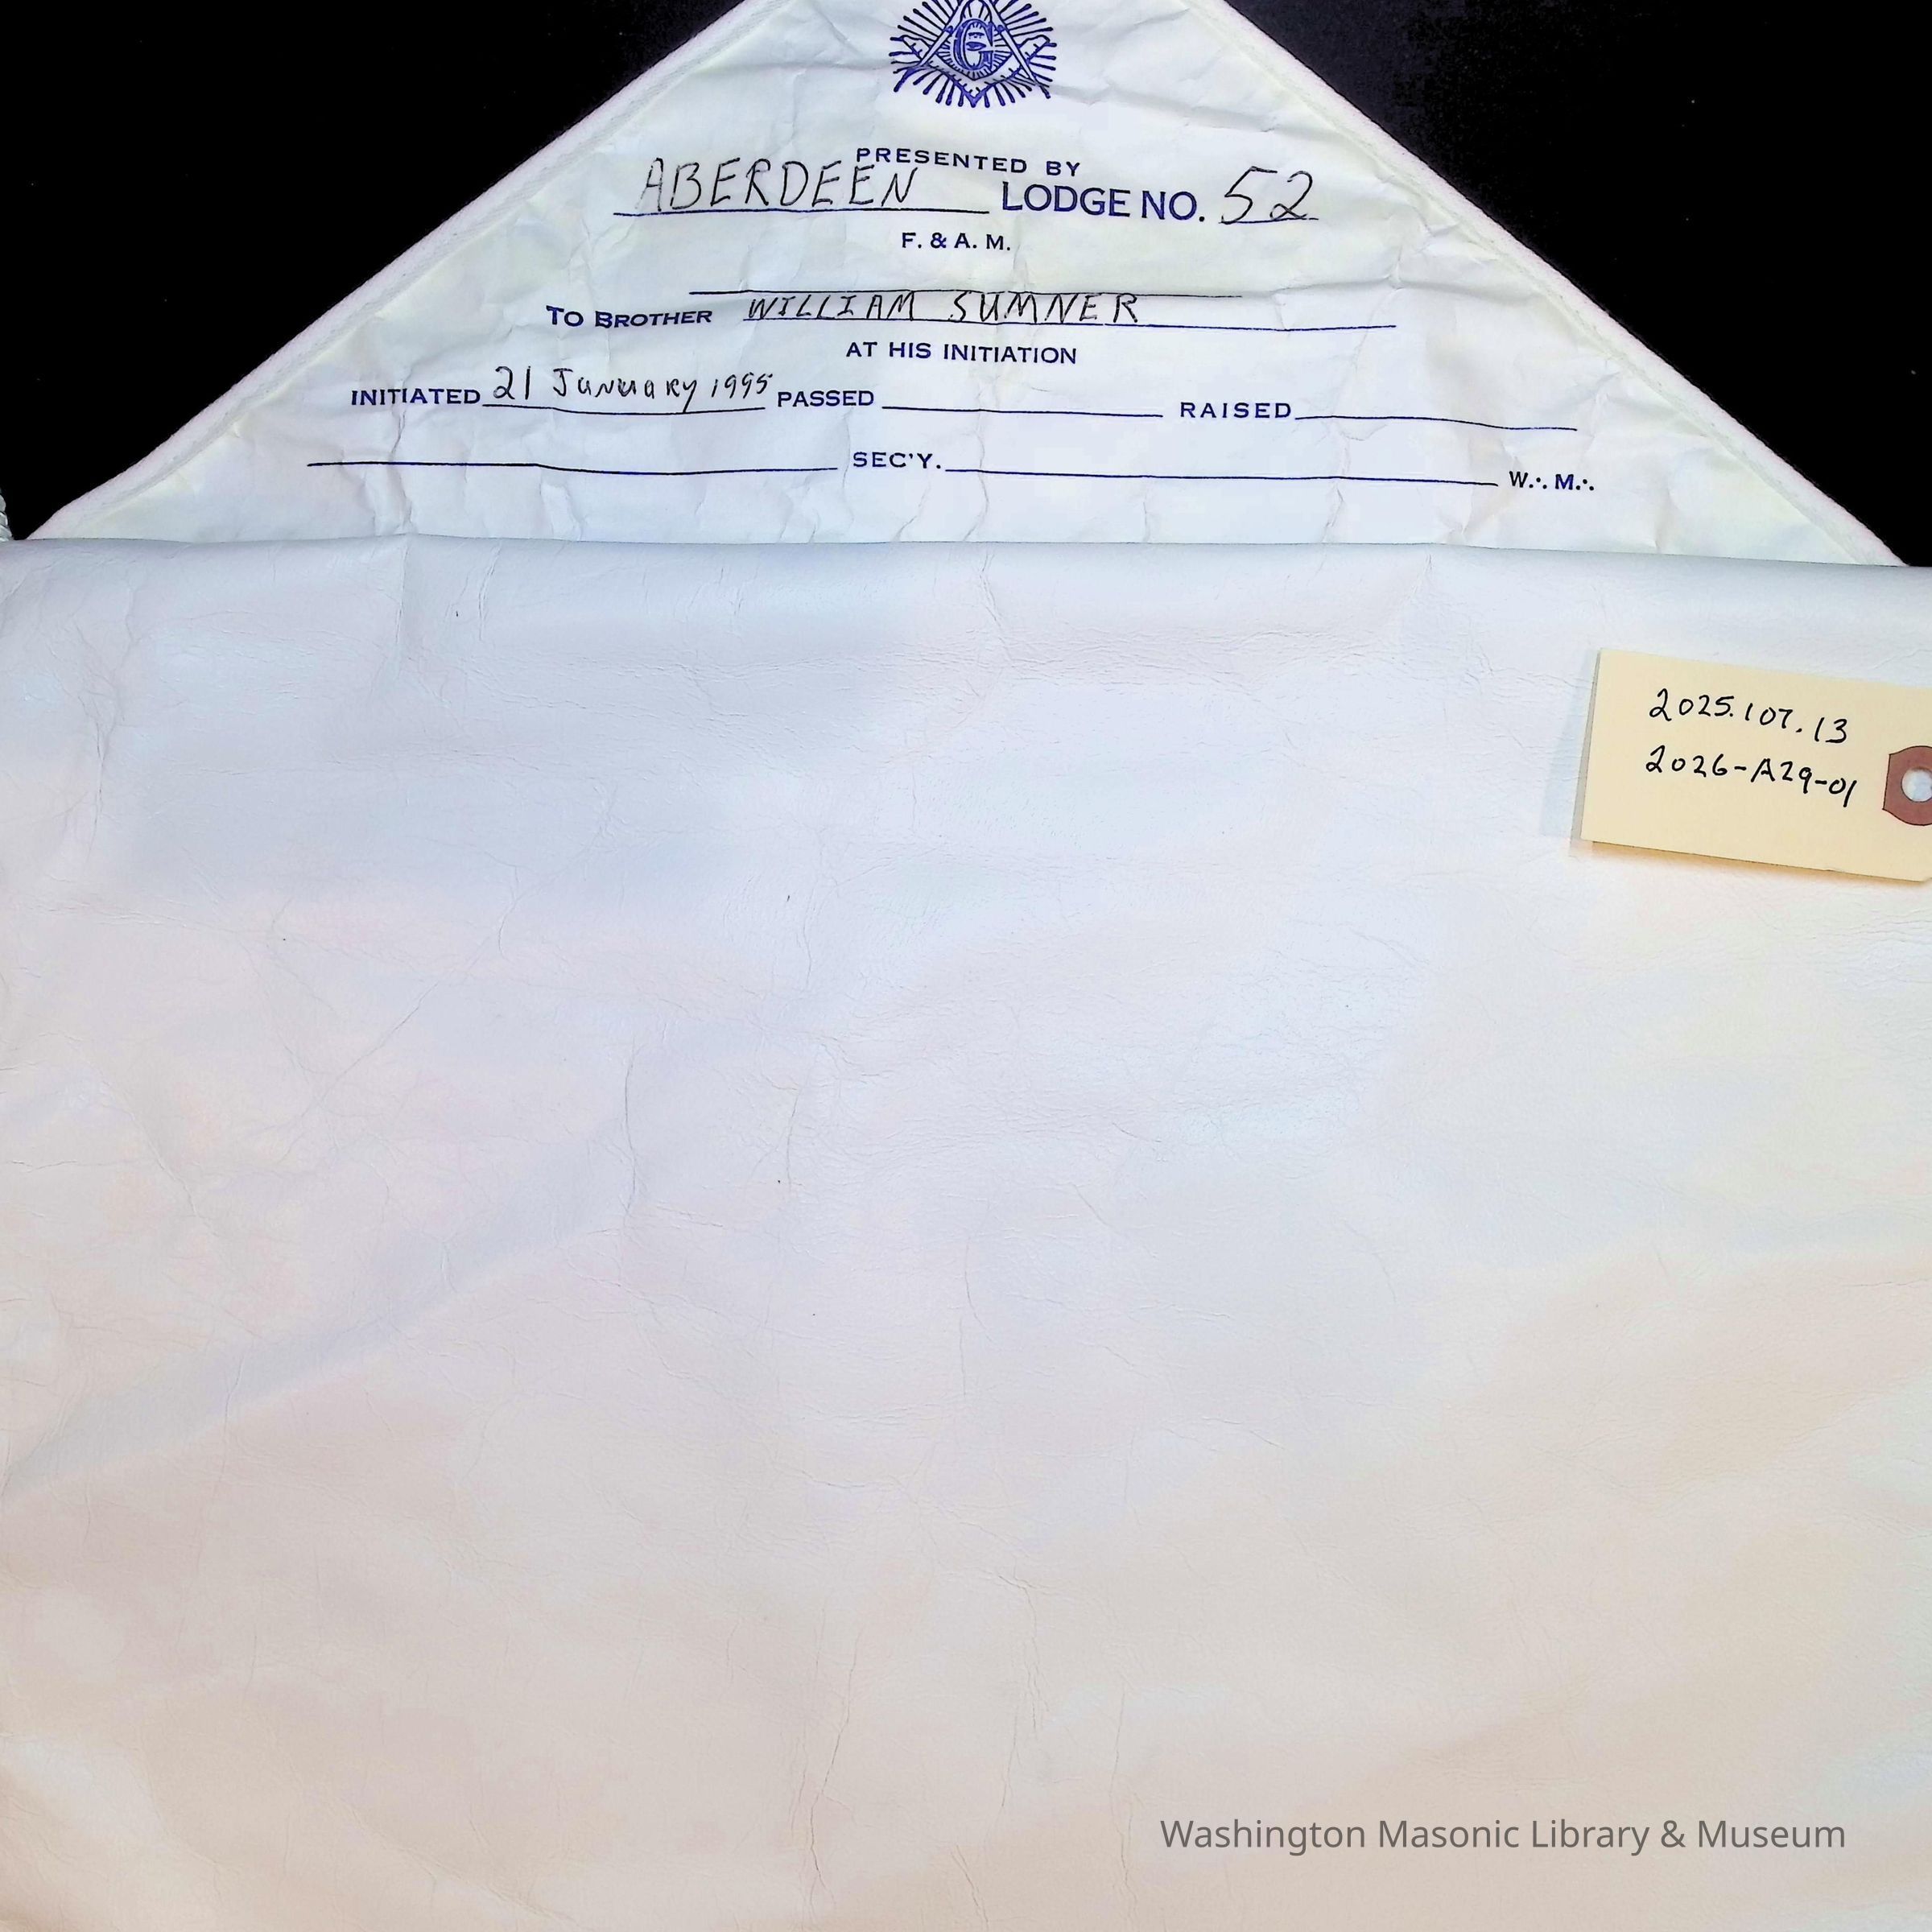 G
PRESENTED BY
ABERDEEN LODGE NO. 52
F. & A. M.
TO BROTHER WILLIAM SUMNER
AT HIS INITIATION
INITIATED 21 January 1995 PASSED RAISED
SEC'Y. W.∴ M.∴
2025.107.13
2026-A29-01
Washington Masonic Library & Museum